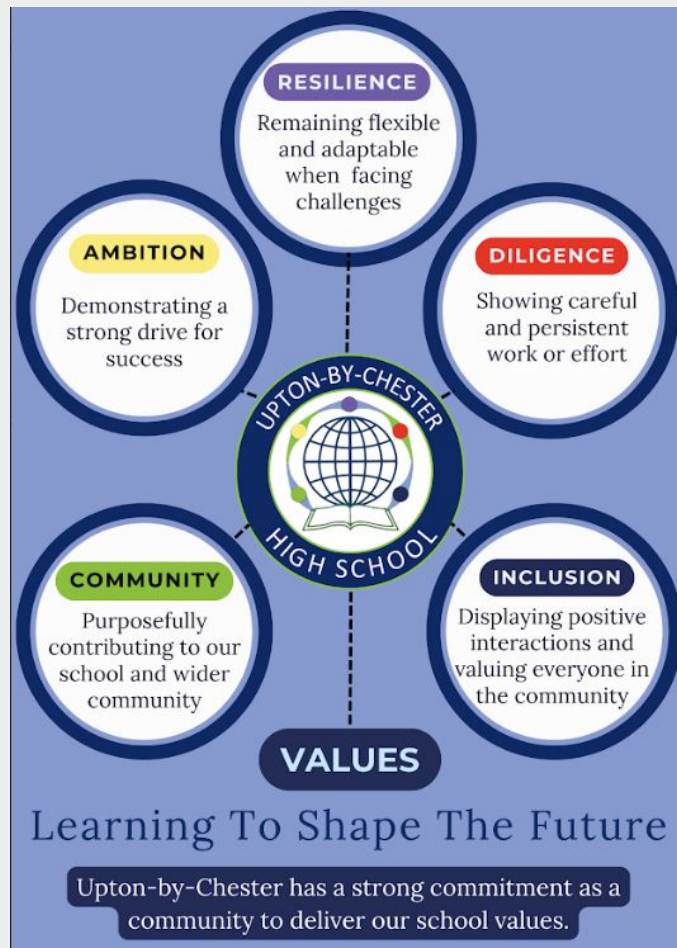 RESILIENCE
Remaining flexible
and adaptable
when facing
challenges
AMBITION
Demonstrating a
strong drive for
success
DILIGENCE
Showing careful
and persistent
work or effort
UPTON-BY-CHESTER
HIGH SCHOOL
COMMUNITY
Purposefully
contributing to our
school and wider
community
INCLUSION
Displaying positive
interactions and
valuing everyone in
the community
VALUES
Learning To Shape The Future
Upton-by-Chester has a strong commitment as a
community to deliver our school values.